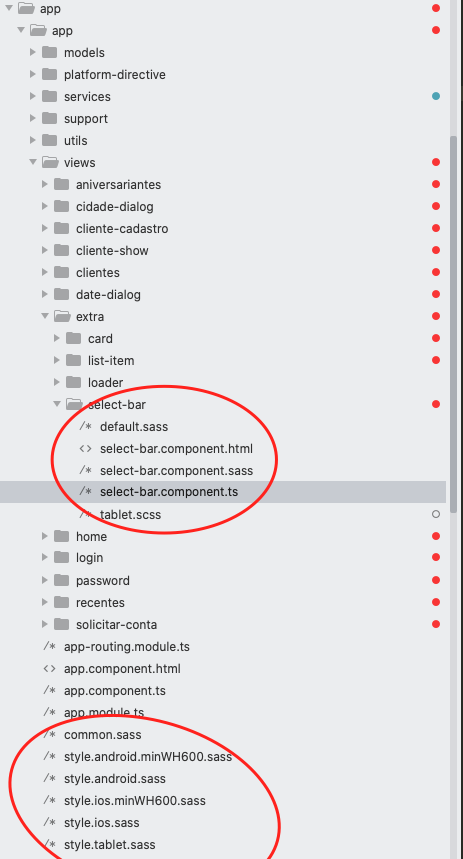 app
app
models
platform-directive
services
support
utils
views
aniversariantes
cidade-dialog
cliente-cadastro
cliente-show
clientes
date-dialog
extra
card
list-item
loader
select-bar
/* default.sass
<> select-bar.component.html
/* select-bar.component.sass
/* select-bar.component.ts
/* tablet.scss
home
login
password
recentes
solicitar-conta
/* app-routing.module.ts
<> app.component.html
/* app.component.ts
/* app.module.ts
/* common.sass
/* style.android.minWH600.sass
/* style.android.sass
/* style.ios.minWH600.sass
/* style.ios.sass
/* style.tablet.sass